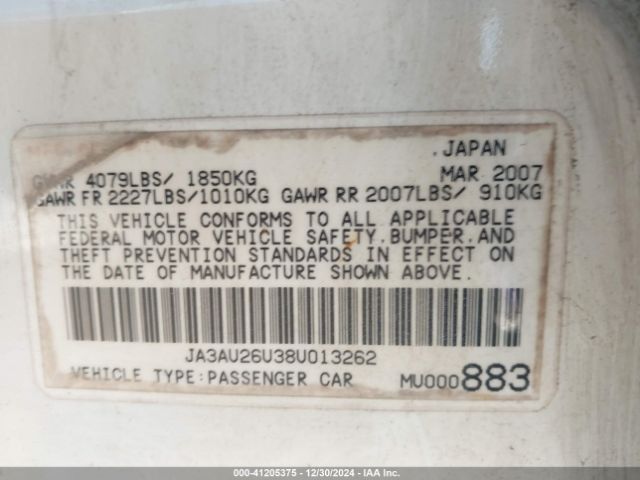 JAPAN
GVWR 4079LBS/ 1850KG MAR 2007
GAWR FR 2227LBS/1010KG GAWR RR 2007LBS/ 910KG
THIS VEHICLE CONFORMS TO ALL APPLICABLE
FEDERAL MOTOR VEHICLE SAFETY,BUMPER,AND
THEFT PREVENTION STANDARDS IN EFFECT ON
THE DATE OF MANUFACTURE SHOWN ABOVE.
JA3AU26U38U013262
VEHICLE TYPE:PASSENGER CAR MU000883
000-41205375 - 12/30/2024 - IAA Inc.